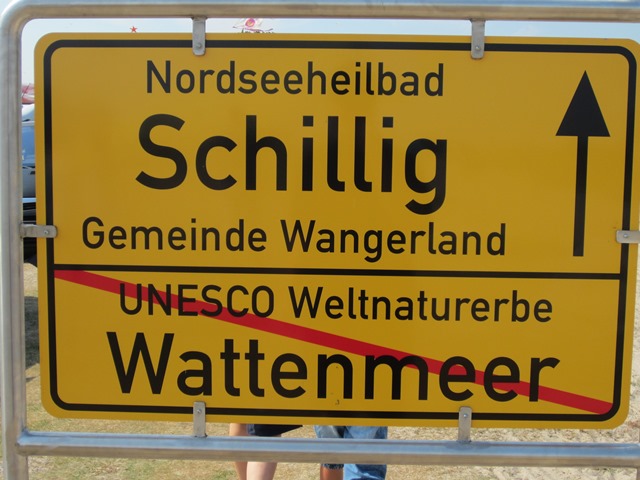 Nordseeheilbad
Schillig
Gemeinde Wangerland
UNESCO Weltnaturerbe
Wattenmeer